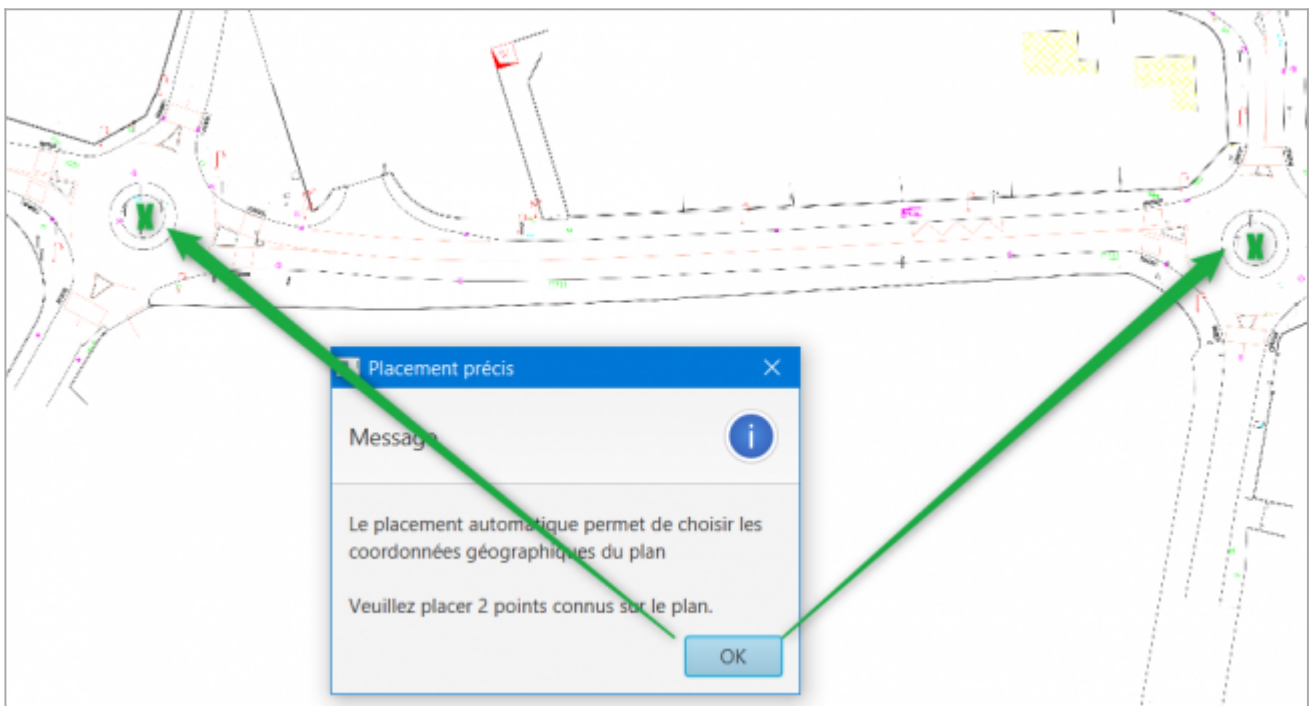 X
X
Placement précis
Message
Le placement automatique permet de choisir les
coordonnées géographiques du plan
Veuillez placer 2 points connus sur le plan.
OK